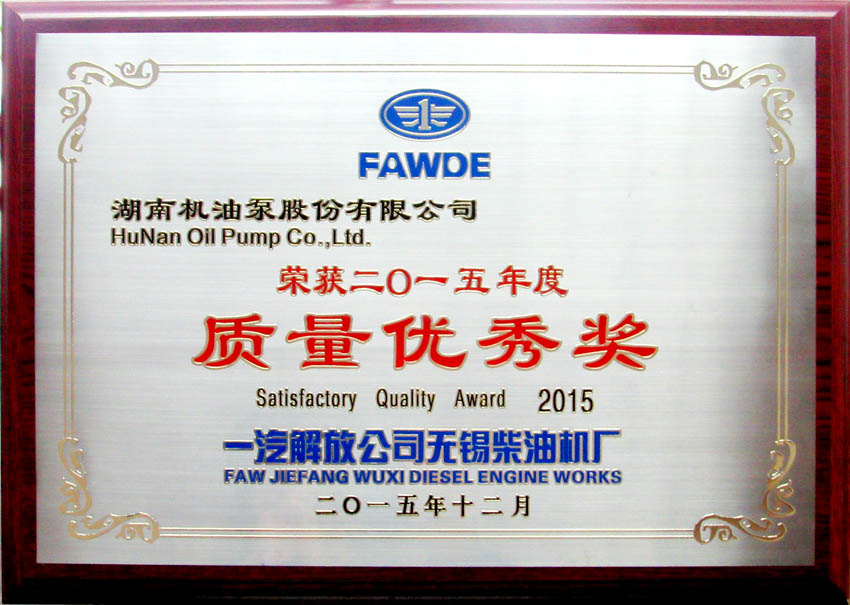 FAWDE
湖南机油泵股份有限公司
HuNan Oil Pump Co.,Ltd.
荣获二〇一五年度
质量优秀奖
Satisfactory Quality Award 2015
一汽解放公司无锡柴油机厂
FAW JIEFANG WUXI DIESEL ENGINE WORKS
二〇一五年十二月